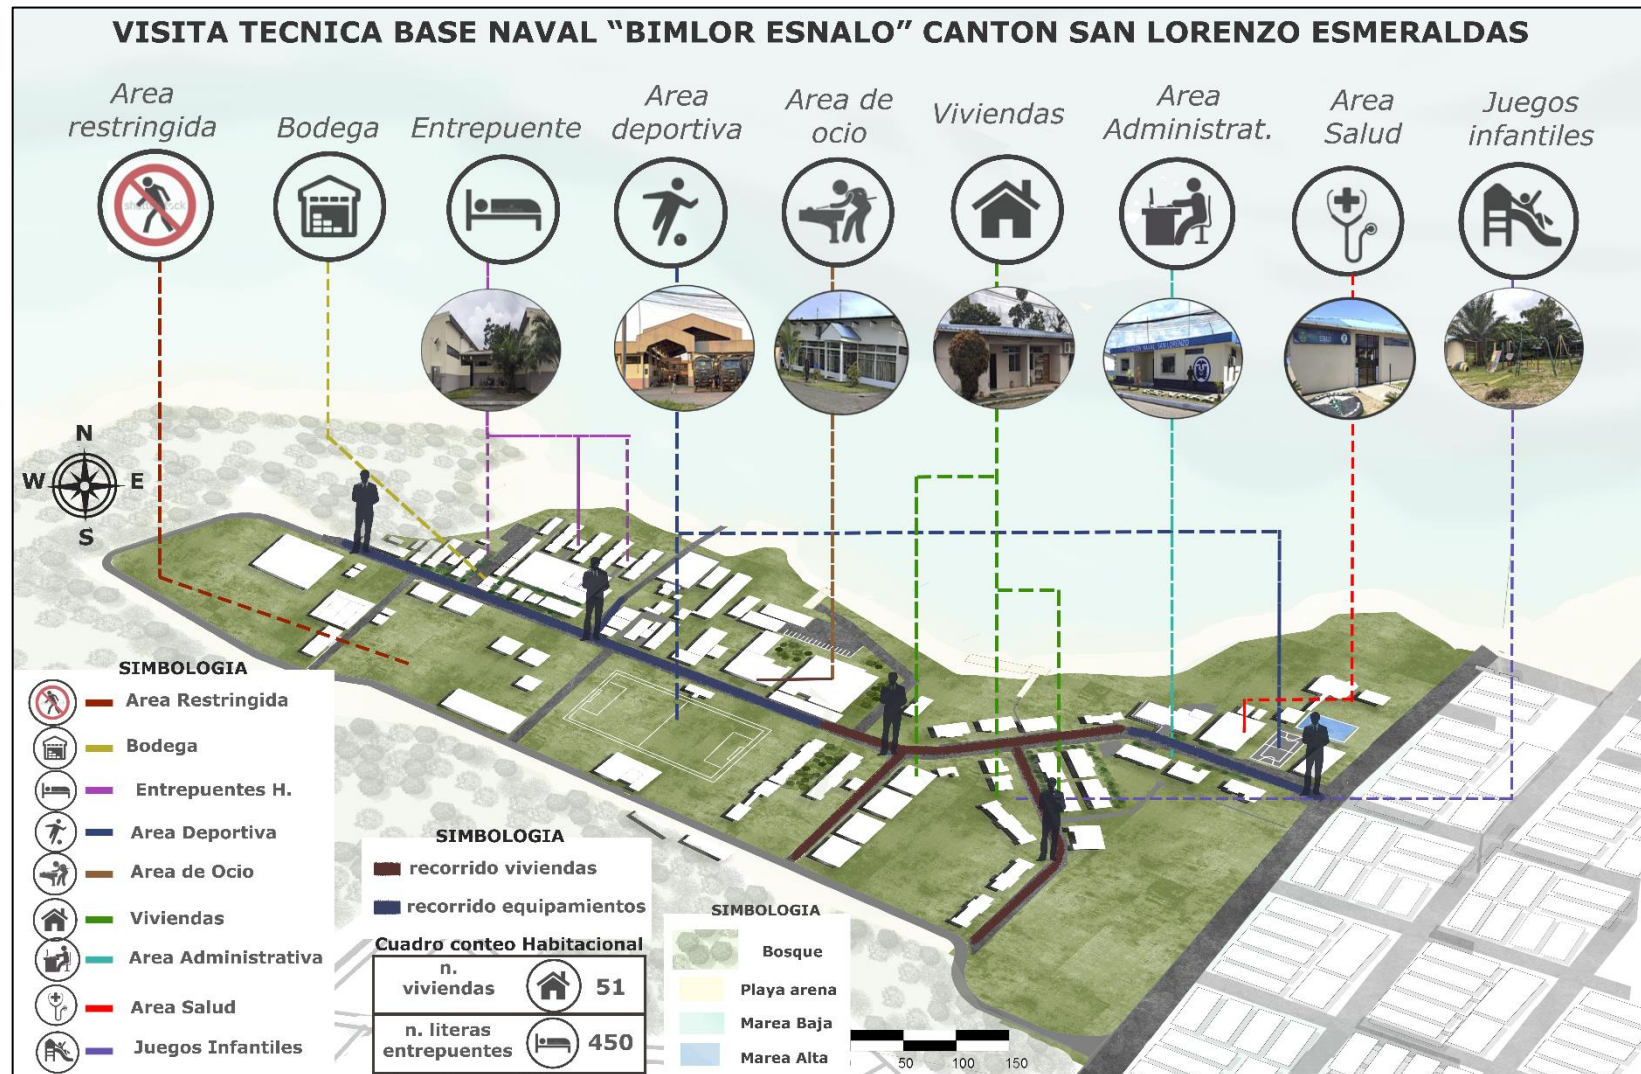 VISITA TECNICA BASE NAVAL “BIMLOR ESNALO” CANTON SAN LORENZO ESMERALDAS
Area
restringida
Bodega
Entrepuente
Area
deportiva
Area de
ocio
Viviendas
Area
Administrat.
Area
Salud
Juegos
infantiles
N
W
E
S
SIMBOLOGIA
Area Restringida
Bodega
Entrepuentes H.
Area Deportiva
Area de Ocio
Viviendas
Area Administrativa
Area Salud
Juegos Infantiles
SIMBOLOGIA
recorrido viviendas
recorrido equipamientos
Cuadro conteo Habitacional
n.
viviendas
51
n. literas
entrepuentes
450
SIMBOLOGIA
Bosque
Playa arena
Marea Baja
Marea Alta
50 100 150